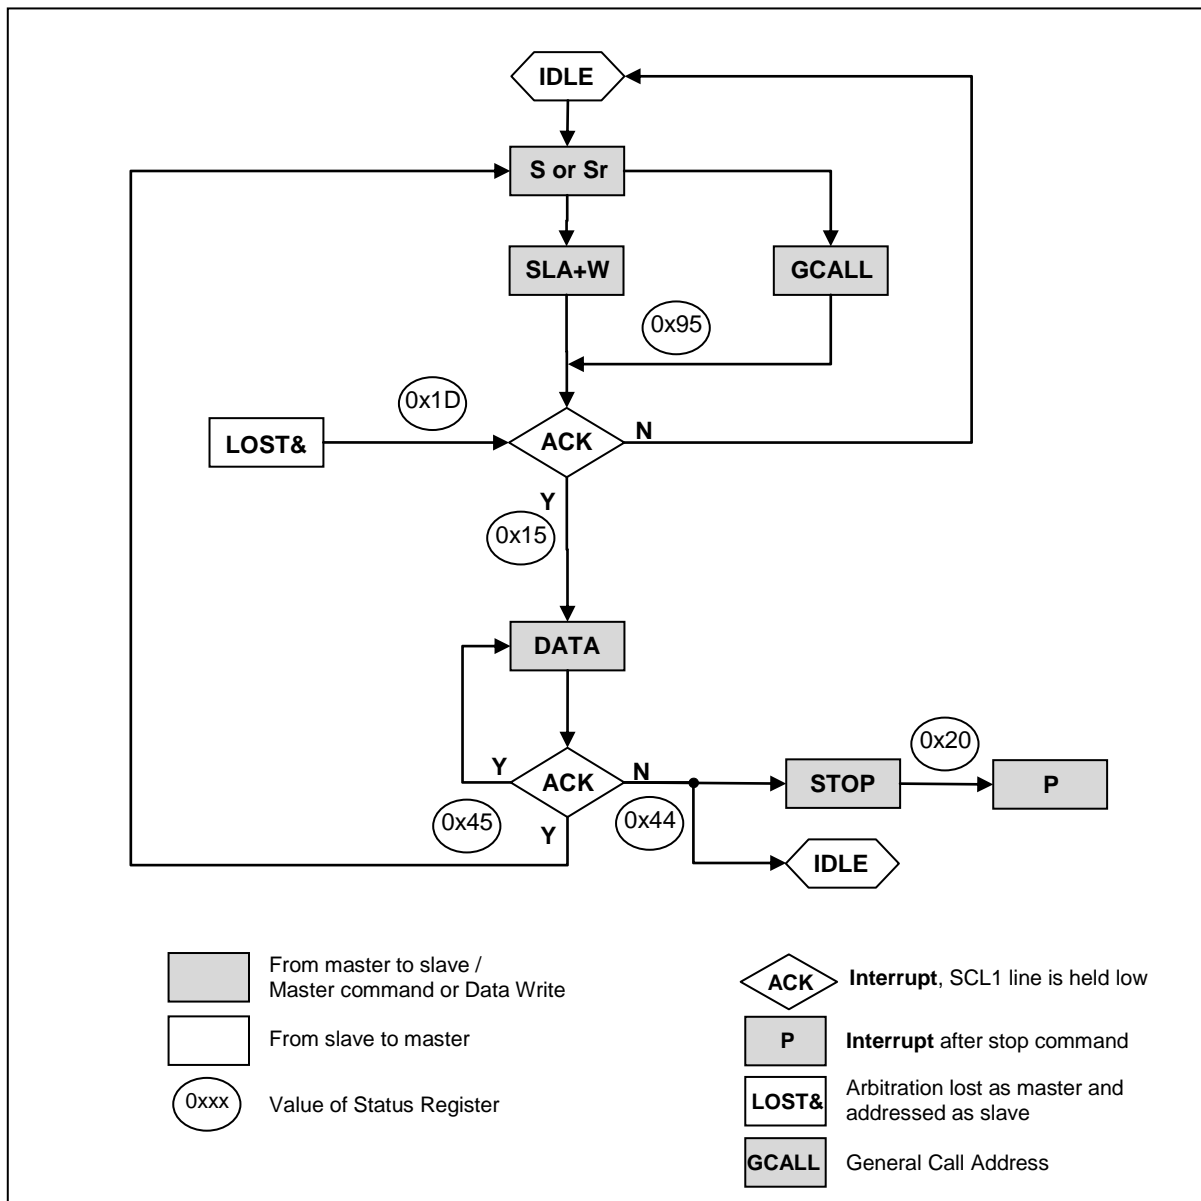 IDLE
S or Sr
SLA+W
GCALL
0x95
0x1D
LOST&
ACK
N
Y
0x15
DATA
0x20
Y
ACK
N
STOP
P
0x45
Y
0x44
IDLE
From master to slave /
Master command or Data Write
From slave to master
0xxx
Value of Status Register
ACK
Interrupt, SCL1 line is held low
P
Interrupt after stop command
LOST&
Arbitration lost as master and
addressed as slave
GCALL
General Call Address